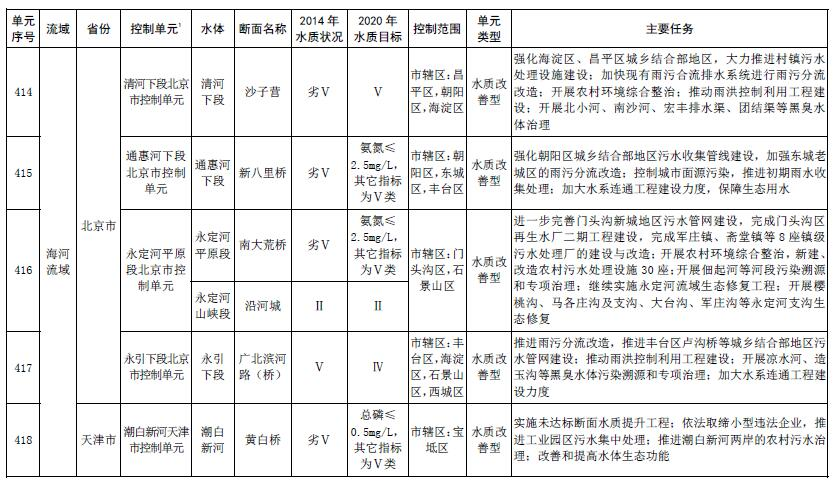 单元
序号
流域
省份
控制单元¹
水体
断面名称
2014 年
水质状况
2020 年
水质目标
控制范围
单元
类型
主要任务
海河
流域
北京市
414
清河下段北京
市控制单元
清河
下段
沙子营
劣Ⅴ
Ⅴ
市辖区：昌
平区，朝阳
区，海淀区
水质改
善型
强化海淀区、昌平区城乡结合部地区，大力推进村镇污水
处理设施建设；加快现有雨污合流排水系统进行雨污分流
改造；开展农村环境综合整治；推动雨洪控制利用工程建
设；开展北小河、南沙河、宏丰排水渠、团结渠等黑臭水
体治理
415
通惠河下段
北京市控制
单元
通惠河
下段
新八里桥
劣Ⅴ
氨氮≤
2.5mg/L，
其它指标
为Ⅴ类
市辖区：朝
阳区，东城
区，丰台区
水质改
善型
强化朝阳区城乡结合部地区污水收集管线建设，加强东城老
城区的雨污分流改造；控制城市面源污染，推进初期雨水收
集处理；加大水系连通工程建设力度，保障生态用水
416
永定河平原
段北京市控
制单元
永定河
平原段
南大荒桥
劣Ⅴ
氨氮≤
2.5mg/L，
其它指标
为Ⅴ类
永定河
山峡段
沿河城
Ⅱ
Ⅱ
市辖区：门
头沟区，石
景山区
水质改
善型
进一步完善门头沟新城地区污水管网建设，完成门头沟区
再生水厂二期工程建设，完成军庄镇、斋堂镇等 8 座镇级
污水处理厂的建设与改造；开展农村环境综合整治，新建、
改造农村污水处理设施 30 座；开展佃起河等河段污染溯源
和专项治理；继续实施永定河流域生态修复工程；开展樱
桃沟、马各庄沟及支沟、大台沟、军庄沟等永定河支沟生
态修复
417
永引下段北京
市控制单元
永引
下段
广北滨河
路（桥）
Ⅴ
Ⅳ
市辖区：丰
台区，海淀
区，石景山
区，西城区
水质改
善型
推进雨污分流改造，推进丰台区卢沟桥等城乡结合部地区污
水管网建设；推动雨洪控制利用工程建设；开展凉水河、造
玉沟等黑臭水体污染溯源和专项治理；加大水系连通工程建
设力度
418
天津市
潮白新河天津
市控制单元
潮白
新河
黄白桥
劣Ⅴ
总磷≤
0.5mg/L，
其它指标
为Ⅴ类
市辖区：宝
坻区
水质改
善型
实施未达标断面水质提升工程；依法取缔小型违法企业，推
进工业园区污水集中处理；推进潮白新河两岸的农村污水治
理；改善和提高水体生态功能